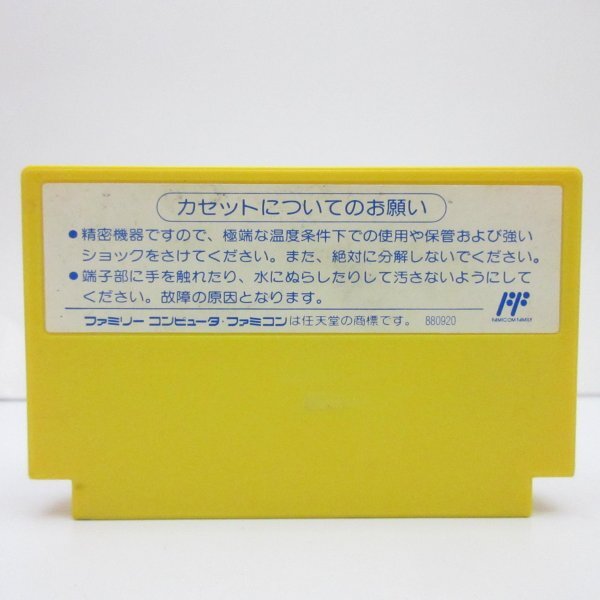 カセットについてのお願い
●精密機器ですので、極端な温度条件下での使用や保管および強い
ショックをさけてください。また、絶対に分解しないでください。
●端子部に手を触れたり、水にぬらしたりして汚さないようにして
ください。故障の原因となります。
ファミリー コンピュータ・ファミコンは任天堂の商標です。 880920
FF
FAMICOM FAMILY